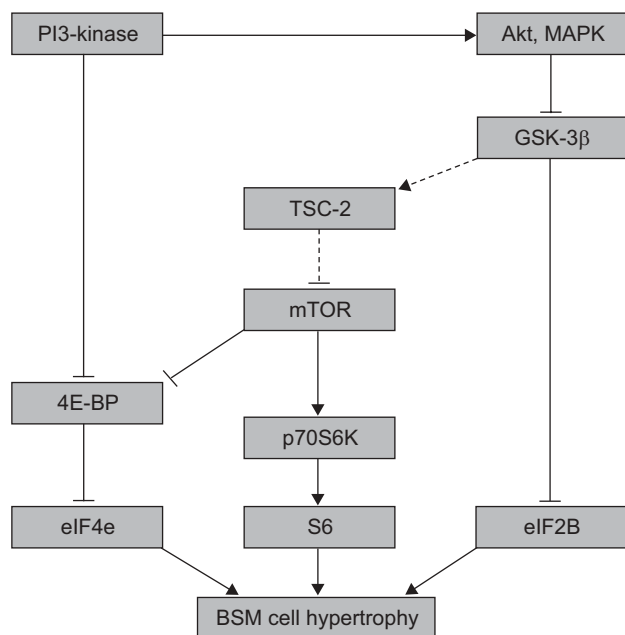 PI3-kinase
Akt, MAPK
GSK-3β
TSC-2
mTOR
4E-BP
p70S6K
eIF4e
S6
eIF2B
BSM cell hypertrophy